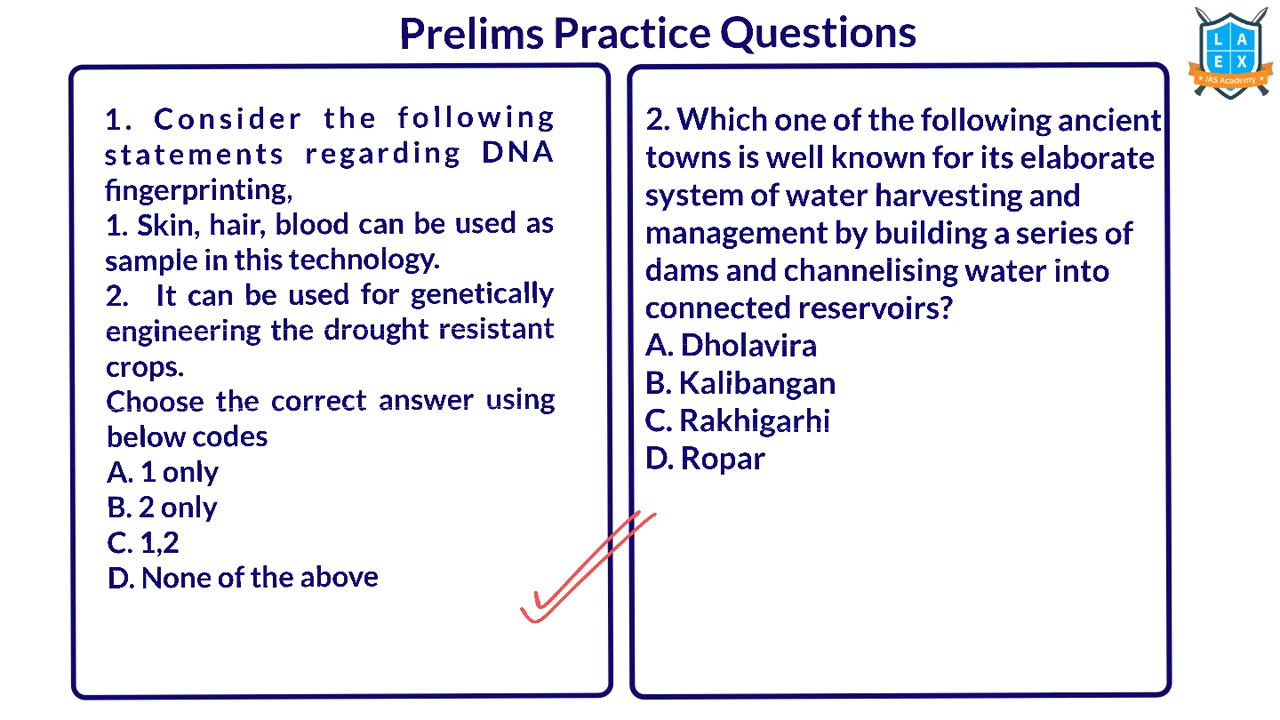 Prelims Practice Questions
L A
E X
IAS Academy
1. Consider the following
statements regarding DNA
fingerprinting,
1. Skin, hair, blood can be used as
sample in this technology.
2. It can be used for genetically
engineering the drought resistant
crops.
Choose the correct answer using
below codes
A. 1 only
B. 2 only
C. 1,2
D. None of the above
2. Which one of the following ancient
towns is well known for its elaborate
system of water harvesting and
management by building a series of
dams and channelising water into
connected reservoirs?
A. Dholavira
B. Kalibangan
C. Rakhigarhi
D. Ropar